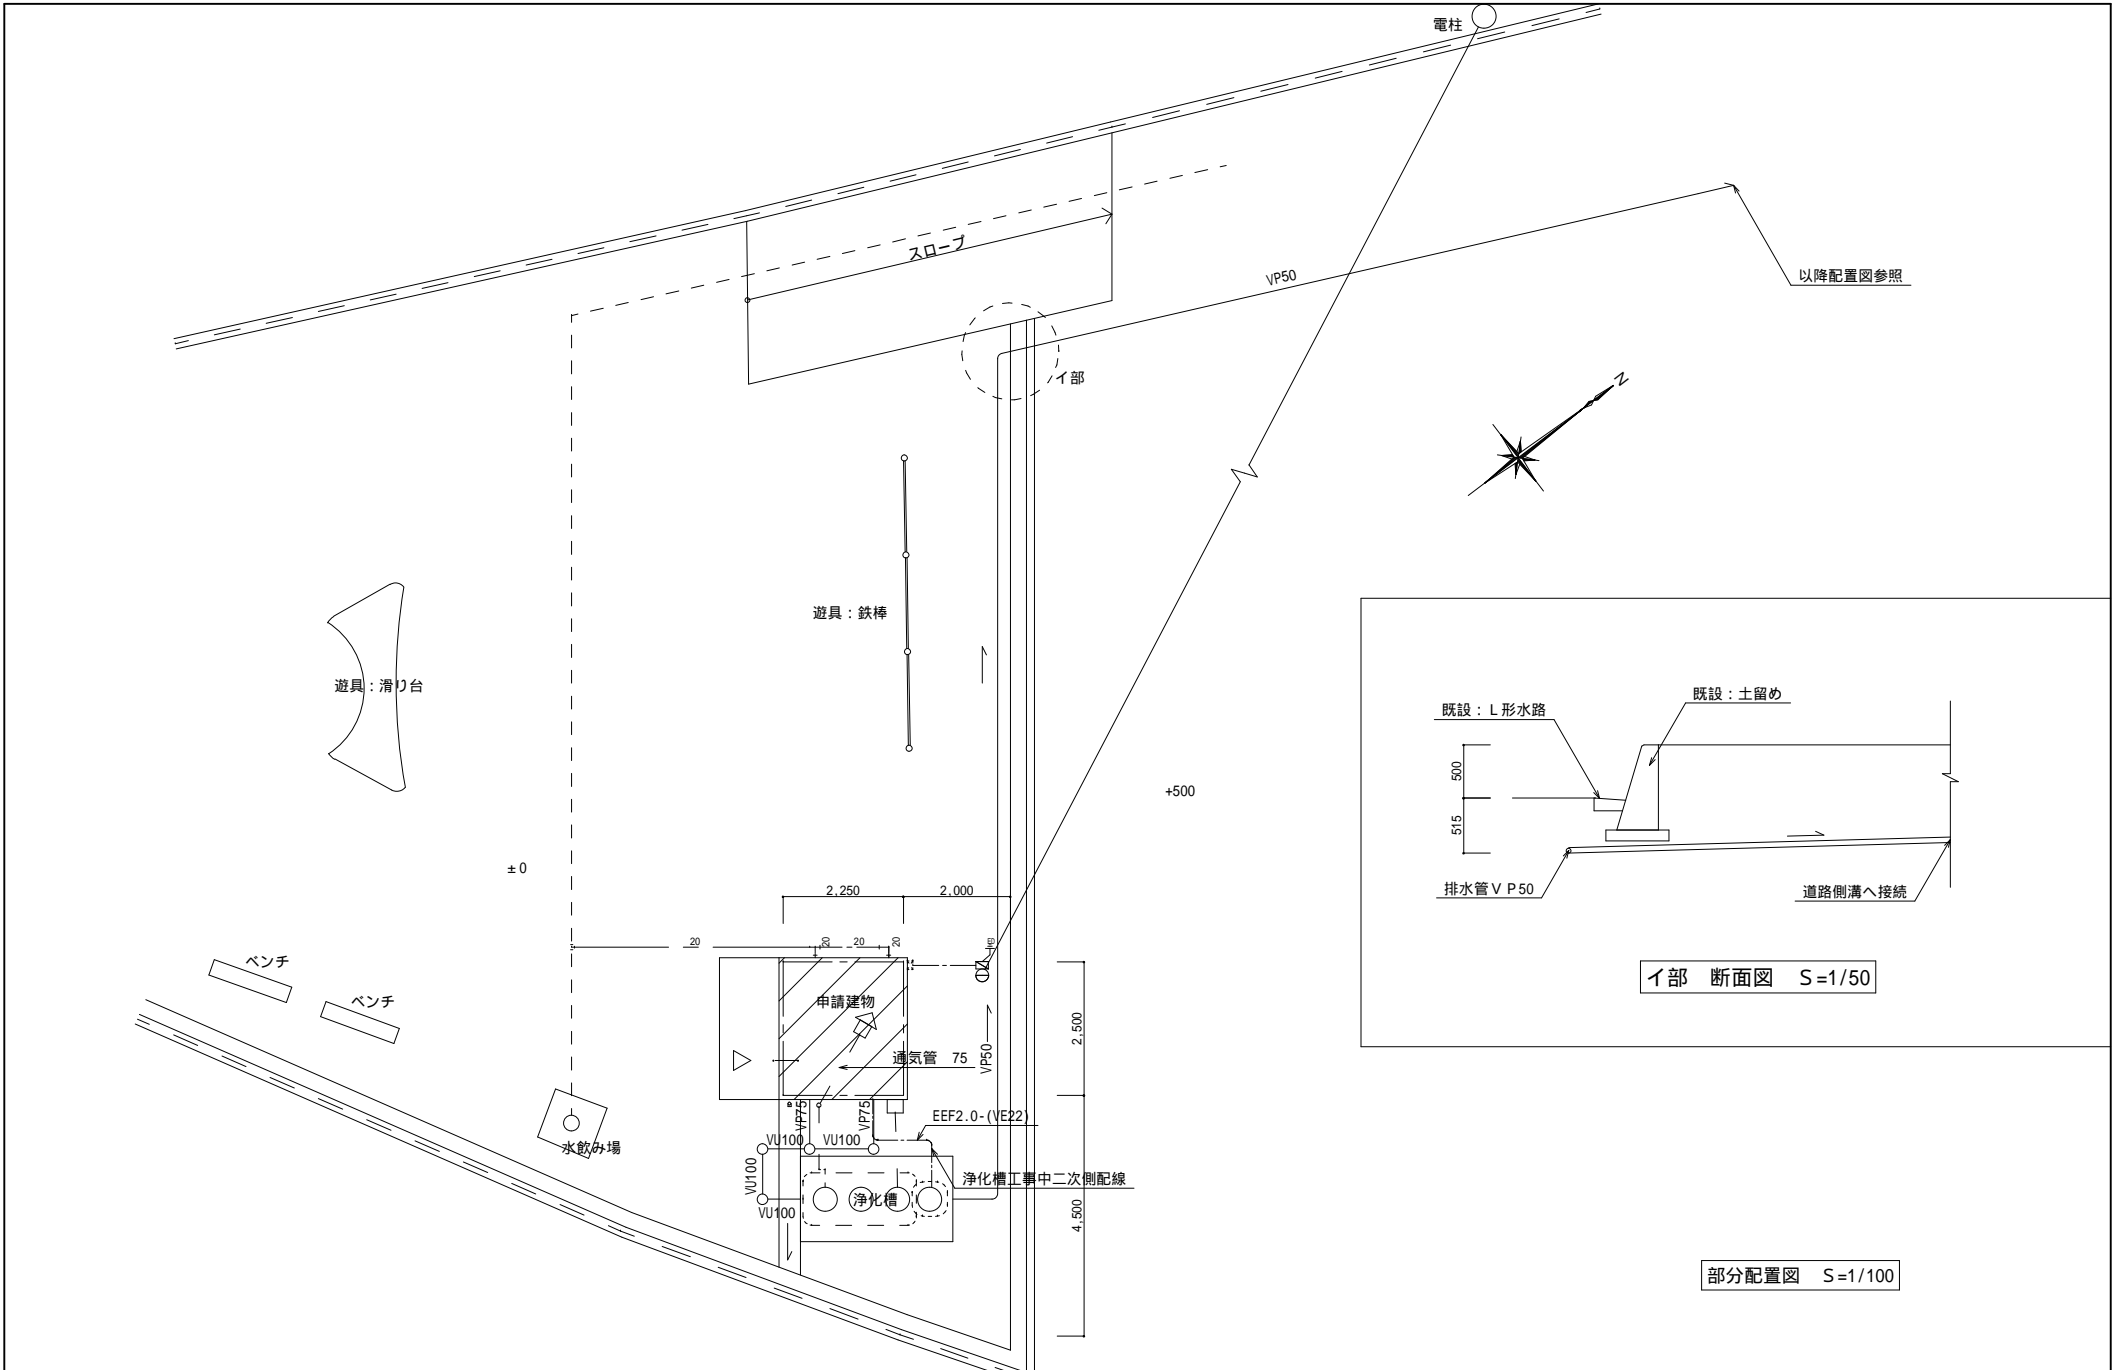 電柱
スロープ
VP50
以降配置図参照
イ部
N
遊具：鉄棒
遊具：滑り台
既設：土留め
既設：Ｌ形水路
500
515
+500
±0
排水管ＶＰ50
道路側溝へ接続
2,250
2,000
20
20
20
20
ベンチ
ベンチ
イ部　断面図　Ｓ=1/50
申請建物
2,500
通気管　75
VP50
VP75
VP75
EEF2.0-(VE22)
水飲み場
VU100
VU100
VU100
浄化槽工事中二次側配線
浄化槽
VU100
4,500
部分配置図　Ｓ=1/100